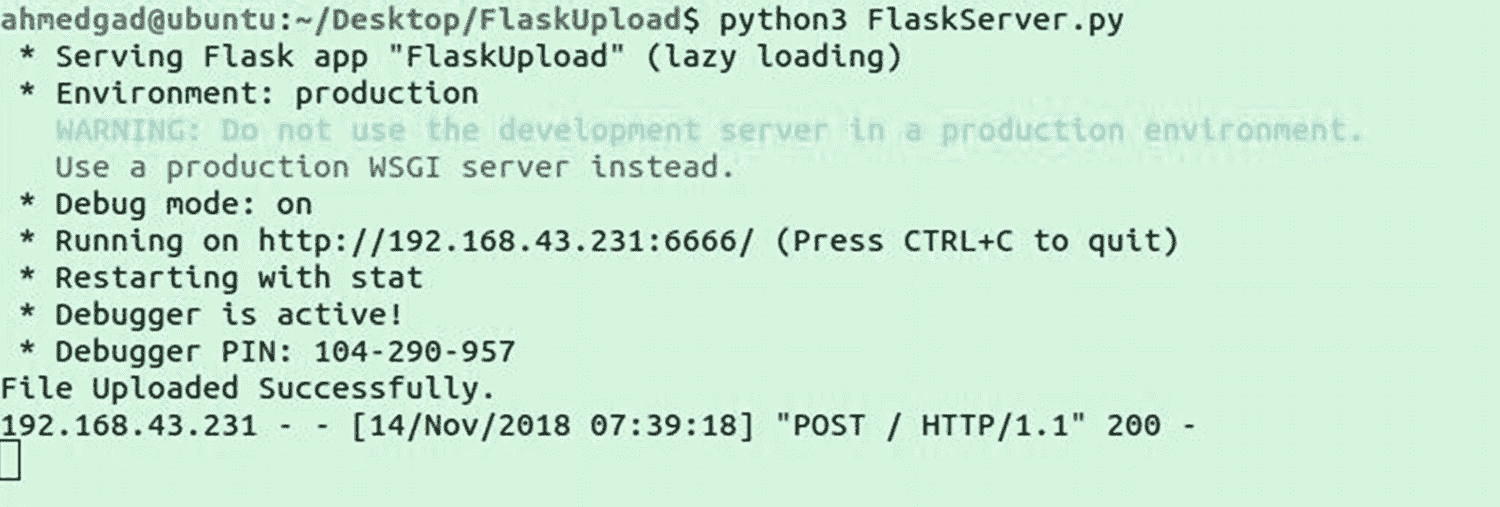 ahmedgad@ubuntu:~/Desktop/FlaskUpload$ python3 FlaskServer.py
* Serving Flask app "FlaskUpload" (lazy loading)
* Environment: production
WARNING: Do not use the development server in a production environment.
Use a production WSGI server instead.
* Debug mode: on
* Running on http://192.168.43.231:6666/ (Press CTRL+C to quit)
* Restarting with stat
* Debugger is active!
* Debugger PIN: 104-290-957
File Uploaded Successfully.
192.168.43.231 - - [14/Nov/2018 07:39:18] "POST / HTTP/1.1" 200 -